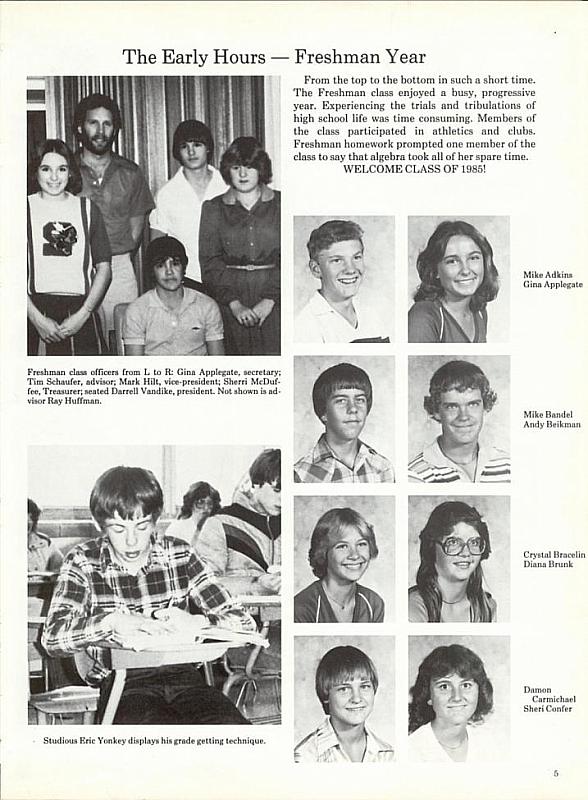 The Early Hours — Freshman Year
From the top to the bottom in such a short time.
The Freshman class enjoyed a busy, progressive
year. Experiencing the trials and tribulations of
high school life was time consuming. Members of
the class participated in athletics and clubs.
Freshman homework prompted one member of the
class to say that algebra took all of her spare time.
WELCOME CLASS OF 1985!
Mike Adkins
Gina Applegate
Freshman class officers from L to R: Gina Applegate, secretary;
Tim Schaufer, advisor; Mark Hilt, vice-president; Sherri McDuf-
fee, Treasurer; seated Darrell Vandike, president. Not shown is ad-
visor Ray Huffman.
Mike Bandel
Andy Beikman
Crystal Bracelin
Diana Brunk
Damon
Carmichael
Sheri Confer
Studious Eric Yonkey displays his grade getting technique.
5